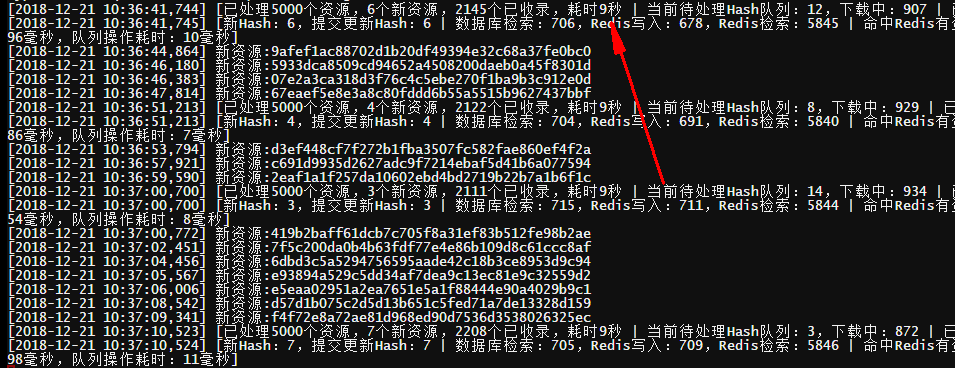 [2018-12-21 10:36:41,744] [已处理5000个资源, 6个新资源, 2145个已收录, 耗时9秒 | 当前待处理Hash队列: 12, 下载中: 907 | 已
[2018-12-21 10:36:41,745] [新Hash: 6, 提交更新Hash: 6 | 数据库检索: 706, Redis写入: 678, Redis检索: 5845 | 命中Redis有资
96毫秒, 队列操作耗时: 10毫秒]
[2018-12-21 10:36:44,864] 新资源:9afef1ac88702d1b20df49394e32c68a37fe0bc0
[2018-12-21 10:36:46,180] 新资源:5933dca8509cd94652a4508200daeb0a45f8301d
[2018-12-21 10:36:46,383] 新资源:07e2a3ca318d3f76c4c5ebe270f1ba9b3c912e0d
[2018-12-21 10:36:47,814] 新资源:67eaef5e8e3a8c80fddd6b55a5515b9627437bbf
[2018-12-21 10:36:51,213] [已处理5000个资源, 4个新资源, 2122个已收录, 耗时9秒 | 当前待处理Hash队列: 8, 下载中: 929 | 已
[2018-12-21 10:36:51,213] [新Hash: 4, 提交更新Hash: 4 | 数据库检索: 704, Redis写入: 691, Redis检索: 5840 | 命中Redis有资
86毫秒, 队列操作耗时: 7毫秒]
[2018-12-21 10:36:53,794] 新资源:d3ef448cf7f272b1fba3507fc582fae860ef4f2a
[2018-12-21 10:36:57,921] 新资源:c691d9935d2627adc9f7214ebaf5d41b6a077594
[2018-12-21 10:36:59,590] 新资源:2eaf1a1f257da10602ebd4bd2719b22b7a1b6f1c
[2018-12-21 10:37:00,700] [已处理5000个资源, 3个新资源, 2111个已收录, 耗时9秒 | 当前待处理Hash队列: 14, 下载中: 934 | 已
[2018-12-21 10:37:00,700] [新Hash: 3, 提交更新Hash: 3 | 数据库检索: 715, Redis写入: 711, Redis检索: 5844 | 命中Redis有资
54毫秒, 队列操作耗时: 8毫秒]
[2018-12-21 10:37:00,772] 新资源:419b2baff61dcb7c705f8a31ef83b512fe98b2ae
[2018-12-21 10:37:02,451] 新资源:7f5c200da0b4b63fdf77e4e86b109d8c61ccc8af
[2018-12-21 10:37:04,456] 新资源:6dbd3c5a5294756595aade42c18b3ce8953d9c94
[2018-12-21 10:37:05,567] 新资源:e93894a529c5dd34af7dea9c13ec81e9c32559d2
[2018-12-21 10:37:06,006] 新资源:e5eaa02951a2ea7651e5a1f88444e90a4029b9c1
[2018-12-21 10:37:08,542] 新资源:d57d1b075c2d5d13b651c5fed71a7de13328d159
[2018-12-21 10:37:09,341] 新资源:f4f72e8a72ae81d968ed90d7536d3538026325ec
[2018-12-21 10:37:10,523] [已处理5000个资源, 7个新资源, 2208个已收录, 耗时9秒 | 当前待处理Hash队列: 3, 下载中: 872 | 已
[2018-12-21 10:37:10,524] [新Hash: 7, 提交更新Hash: 7 | 数据库检索: 705, Redis写入: 709, Redis检索: 5846 | 命中Redis有资
98毫秒, 队列操作耗时: 11毫秒]